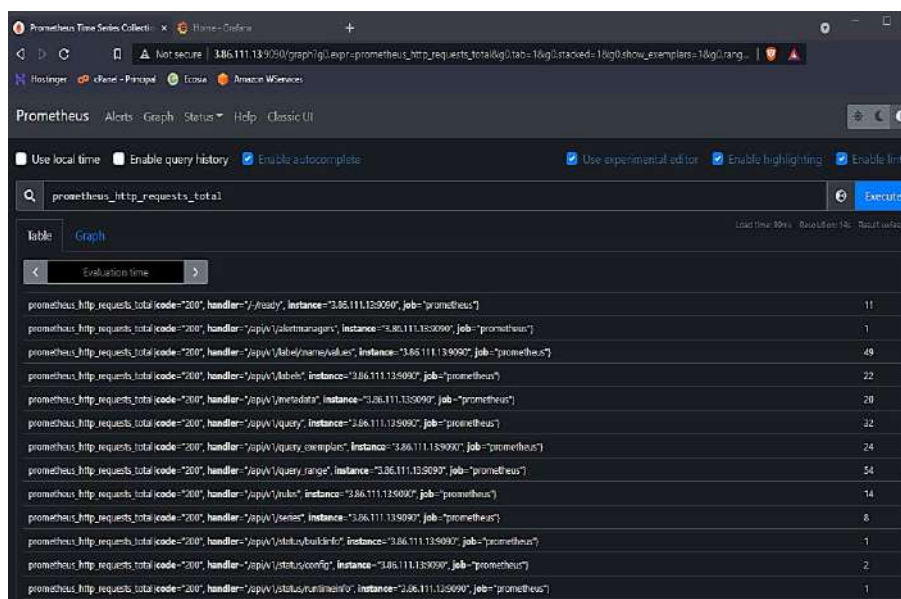 Prometheus Time Series Collecti
Home - Grafana
Not secure 3.86.111.13:9090/graph?g0.expr=prometheus_http_requests_total&g0.tab=1&g0.stacked=1&g0.show_exemplars=1&g0.rang...
Hostinger cPanel - Principal Ecosia Amazon WServices
Prometheus Alerts Graph Status Help Classic UI
Use local time Enable query history Enable autocomplete Use experimental editor Enable highlighting Enable lint
prometheus_http_requests_total Execute
Load time: Resolution: 14s Result series
Table Graph
Evaluation time
prometheus_http_requests_total{code="200", handler="/-/ready", instance="3.86.111.13:9090", job="prometheus"} 11
prometheus_http_requests_total{code="200", handler="/api/v1/alertmanagers", instance="3.86.111.13:9090", job="prometheus"} 1
prometheus_http_requests_total{code="200", handler="/api/v1/label/:name/values", instance="3.86.111.13:9090", job="prometheus"} 49
prometheus_http_requests_total{code="200", handler="/api/v1/labels", instance="3.86.111.13:9090", job="prometheus"} 22
prometheus_http_requests_total{code="200", handler="/api/v1/metadata", instance="3.86.111.13:9090", job="prometheus"} 20
prometheus_http_requests_total{code="200", handler="/api/v1/query", instance="3.86.111.13:9090", job="prometheus"} 32
prometheus_http_requests_total{code="200", handler="/api/v1/query_exemplars", instance="3.86.111.13:9090", job="prometheus"} 24
prometheus_http_requests_total{code="200", handler="/api/v1/query_range", instance="3.86.111.13:9090", job="prometheus"} 54
prometheus_http_requests_total{code="200", handler="/api/v1/rules", instance="3.86.111.13:9090", job="prometheus"} 14
prometheus_http_requests_total{code="200", handler="/api/v1/series", instance="3.86.111.13:9090", job="prometheus"} 8
prometheus_http_requests_total{code="200", handler="/api/v1/status/buildinfo", instance="3.86.111.13:9090", job="prometheus"} 1
prometheus_http_requests_total{code="200", handler="/api/v1/status/config", instance="3.86.111.13:9090", job="prometheus"} 2
prometheus_http_requests_total{code="200", handler="/api/v1/status/runtimeinfo", instance="3.86.111.13:9090", job="prometheus"} 1